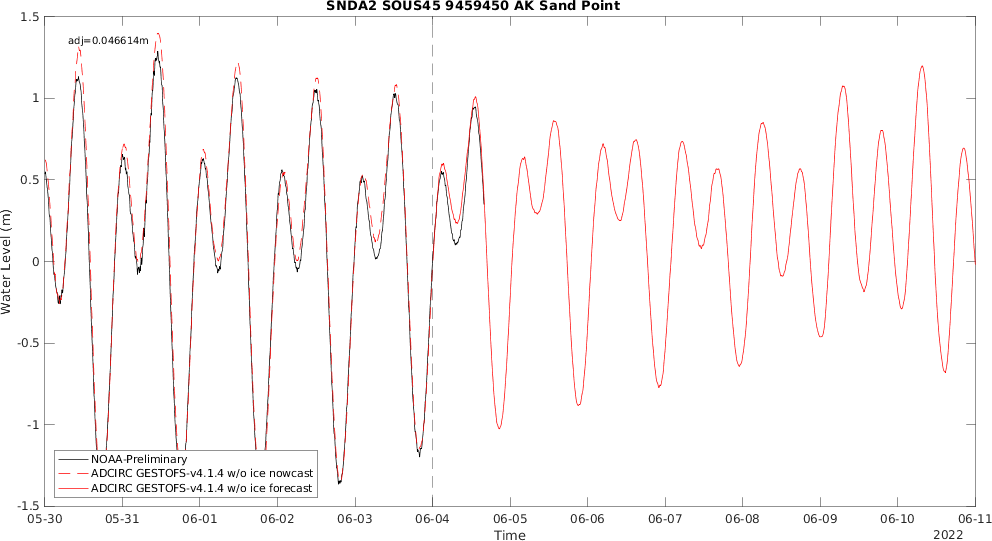 SNDA2 SOUS45 9459450 AK Sand Point
adj=0.046614m
1.5
1
0.5
0
-0.5
-1
-1.5
Water Level (m)
NOAA-Preliminary
ADCIRC GESTOFS-v4.1.4 w/o ice nowcast
ADCIRC GESTOFS-v4.1.4 w/o ice forecast
05-30 05-31 06-01 06-02 06-03 06-04 06-05 06-06 06-07 06-08 06-09 06-10 06-11
Time
2022